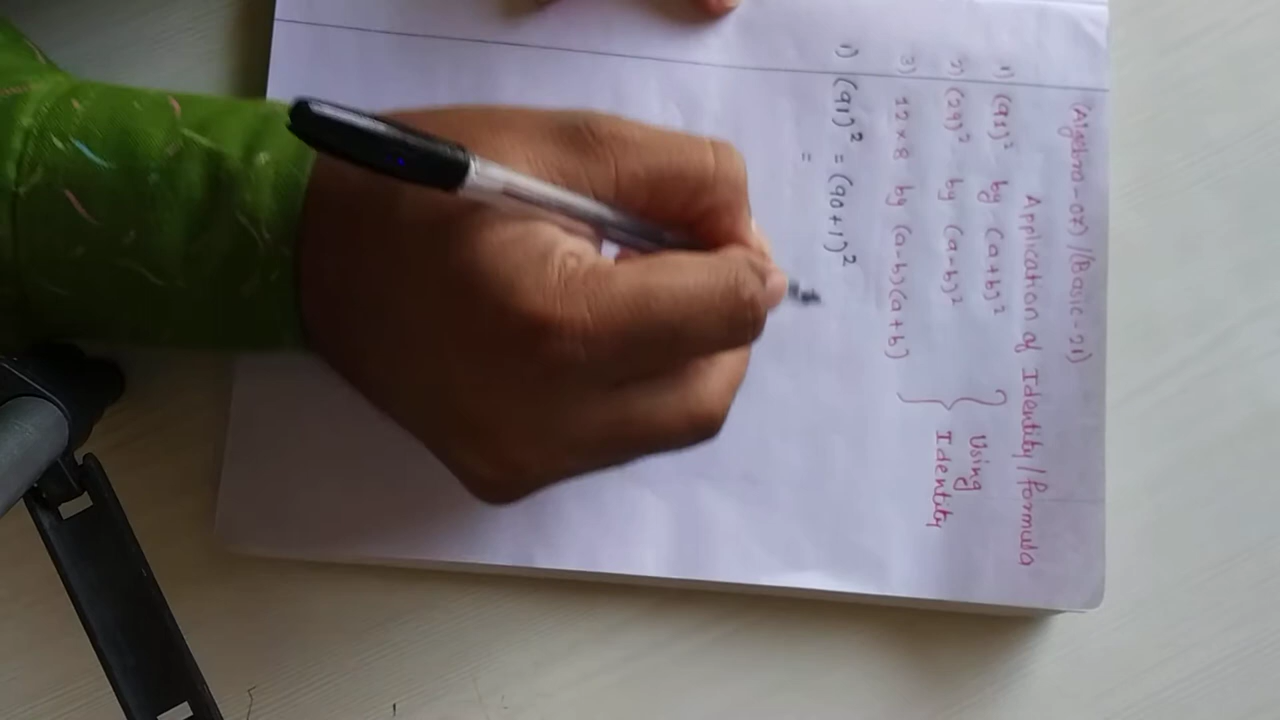 (Algebra-07)/(Basic-21)
Application of Identity/formula
1) (91)² by (a+b)²
2) (29)² by (a-b)²
3) 12×8 by (a-b)(a+b)
} Using Identity
1) (91)² = (90+1)²
=